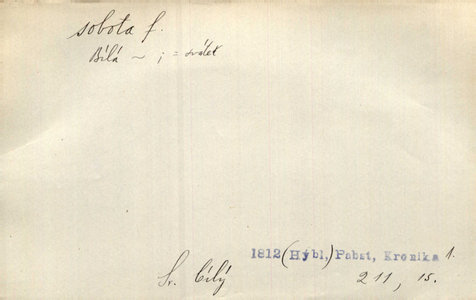 sobota f.
Bílá ~ ; = svátek
1812 (Hýbl,) Pabst, Kronika 1.
Sv. bílý 211, 15.